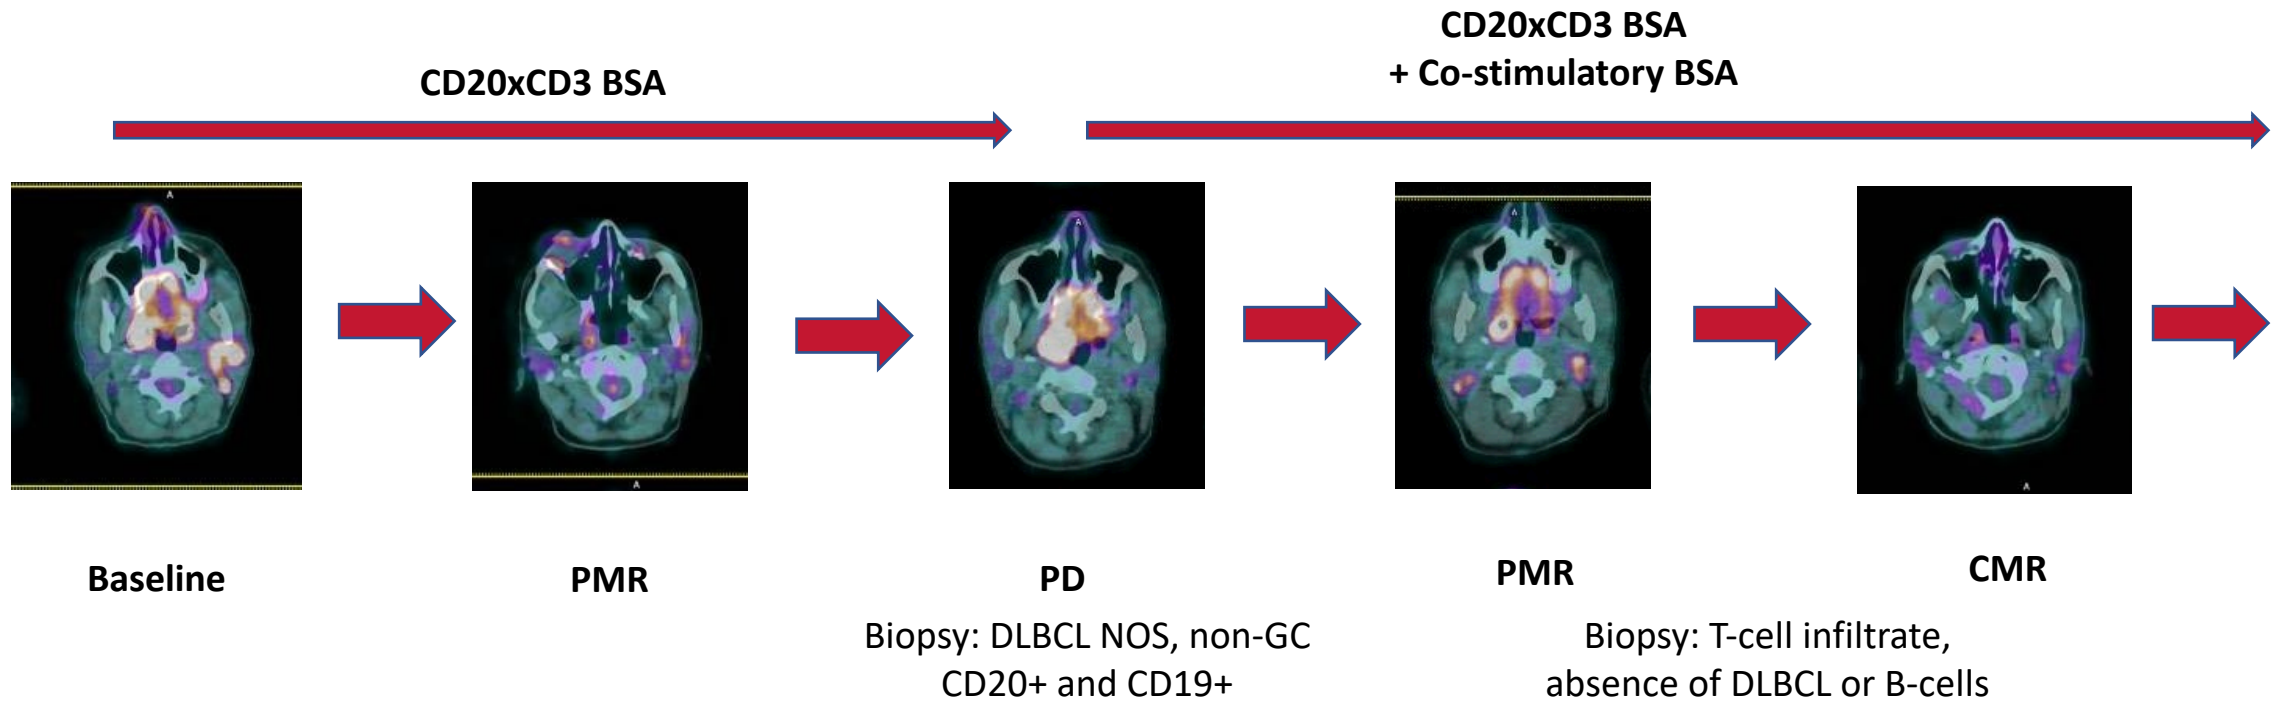 CD20xCD3 BSA
CD20xCD3 BSA
+ Co-stimulatory BSA
A
A
A
A
A
Baseline
PMR
PD
PMR
CMR
Biopsy: DLBCL NOS, non-GC
CD20+ and CD19+
Biopsy: T-cell infiltrate,
absence of DLBCL or B-cells